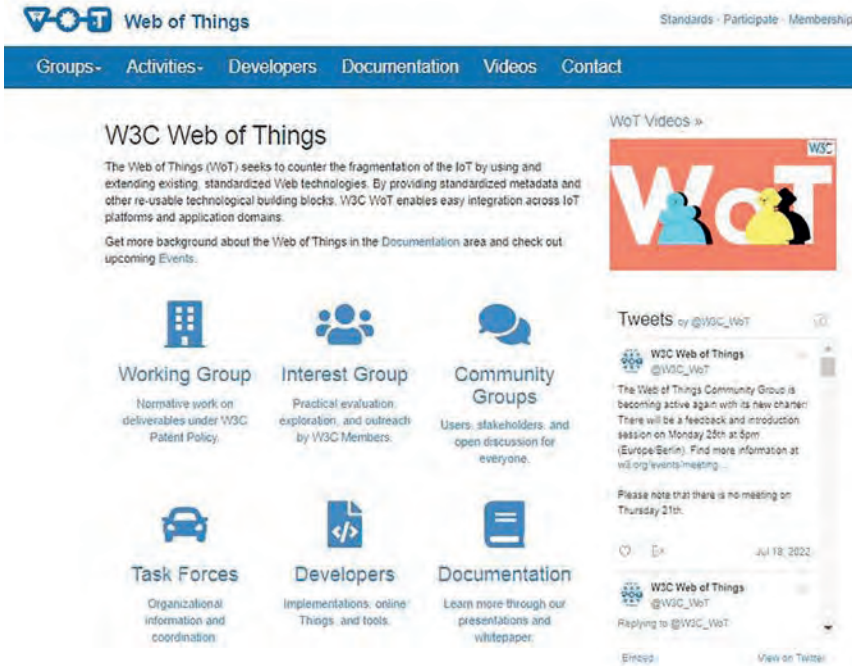 WOT Web of Things
Standards - Participate - Membership
Groups- Activities- Developers Documentation Videos Contact
W3C Web of Things
The Web of Things (WoT) seeks to counter the fragmentation of the IoT by using and
extending existing, standardized Web technologies. By providing standardized metadata and
other re-usable technological building blocks, W3C WoT enables easy integration across IoT
platforms and application domains.
Get more background about the Web of Things in the Documentation area and check out
upcoming Events.
Working Group
Normative work on
deliverables under W3C
Patent Policy.
Interest Group
Practical evaluation,
exploration, and outreach
by W3C Members.
Community
Groups
Users, stakeholders, and
open discussion for
everyone.
Task Forces
Organizational
information and
coordination
Developers
Implementations, online
Things, and tools.
Documentation
Learn more through our
presentations and
whitepaper.
WoT Videos »
W3C
WoT
Tweets by @W3C_WoT
W3C Web of Things
@W3C_WoT
The Web of Things Community Group is
becoming active again with its new charter!
There will be a feedback and introduction
session on Monday 25th at 5pm
(Europe/Berlin). Find more information at
w3.org/events/meeting...
Please note that there is no meeting on
Thursday 21th.
Jul 18, 2022
W3C Web of Things
@W3C_WoT
Replying to @W3C_WoT
Embed View on Twitter